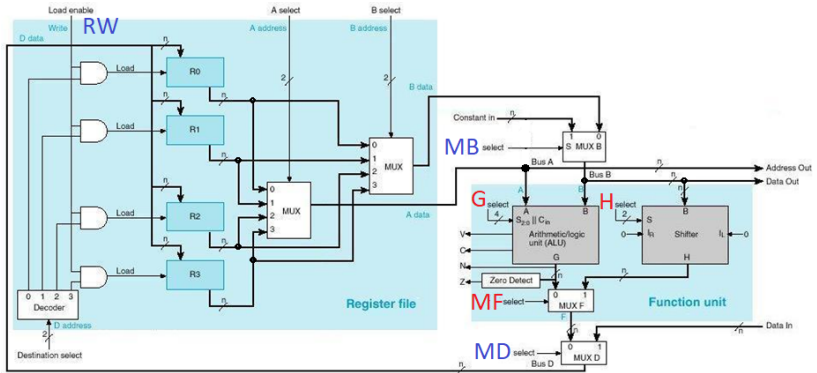 Load enable
A select
B select
Write
RW
A address
B address
D data
n
n
Load
R0
2
2
B data
n
n
n
Load
R1
Constant in
n
n
0
1
2
3
MUX
1
0
MB
select
S
MUX B
Bus A
n
Address Out
Bus B
n
Data Out
0
1
2
3
MUX
n
n
A data
Load
R2
n
n
G
select
4
A
B
A
B
S2:0 || Cin
Arithmetic/logic
unit (ALU)
G
H
select
2
n
B
S
0
IR
IL
0
Shifter
H
V
C
N
Z
Load
R3
n
n
Zero Detect
n
n
0
1
2
3
Decoder
D address
2
Destination select
Register file
MF
select
0
1
MUX F
F
n
Function unit
n
Data In
MD
select
0
1
MUX D
n
Bus D